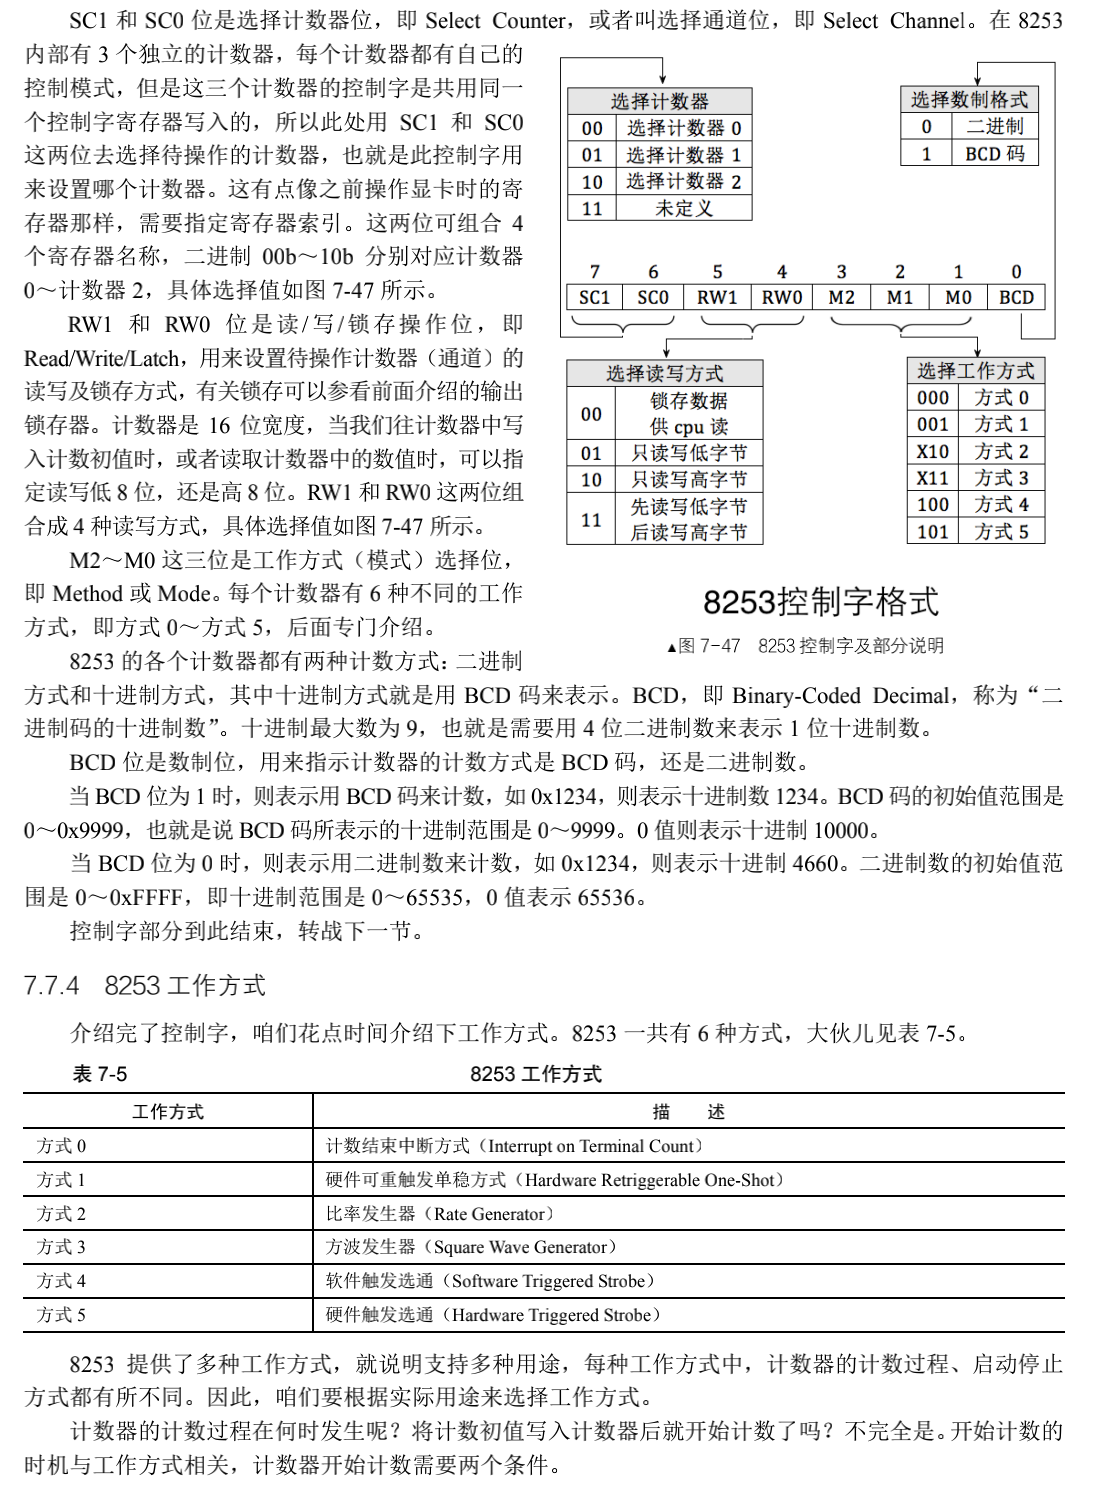 SC1 和 SC0 位是选择计数器位，即 Select Counter，或者叫选择通道位，即 Select Channel。在 8253
内部有 3 个独立的计数器，每个计数器都有自己的
控制模式，但是这三个计数器的控制字是共用同一
个控制字寄存器写入的，所以此处用 SC1 和 SC0
这两位去选择待操作的计数器，也就是此控制字用
来设置哪个计数器。这有点像之前操作显卡时的寄
存器那样，需要指定寄存器索引。这两位可组合 4
个寄存器名称，二进制 00b～10b 分别对应计数器
0～计数器 2，具体选择值如图 7-47 所示。
RW1 和 RW0 位是读/写/锁存操作位，即
Read/Write/Latch，用来设置待操作计数器（通道）的
读写及锁存方式，有关锁存可以参看前面介绍的输出
锁存器。计数器是 16 位宽度，当我们往计数器中写
入计数初值时，或者读取计数器中的数值时，可以指
定读写低 8 位，还是高 8 位。RW1 和 RW0 这两位组
合成 4 种读写方式，具体选择值如图 7-47 所示。
M2～M0 这三位是工作方式（模式）选择位，
即 Method 或 Mode。每个计数器有 6 种不同的工作
方式，即方式 0～方式 5，后面专门介绍。
8253 的各个计数器都有两种计数方式：二进制
选择计数器
00 选择计数器 0
01 选择计数器 1
10 选择计数器 2
11 未定义
选择数制格式
0 二进制
1 BCD 码
7 6 5 4 3 2 1 0
SC1 SC0 RW1 RW0 M2 M1 M0 BCD
选择读写方式
00 锁存数据
供 cpu 读
01 只读写低字节
10 只读写高字节
11 先读写低字节
后读写高字节
选择工作方式
000 方式 0
001 方式 1
X10 方式 2
X11 方式 3
100 方式 4
101 方式 5
8253控制字格式
▲图 7-47 8253 控制字及部分说明
方式和十进制方式，其中十进制方式就是用 BCD 码来表示。BCD，即 Binary-Coded Decimal，称为“二
进制码的十进制数”。十进制最大数为 9，也就是需要用 4 位二进制数来表示 1 位十进制数。
BCD 位是数制位，用来指示计数器的计数方式是 BCD 码，还是二进制数。
当 BCD 位为 1 时，则表示用 BCD 码来计数，如 0x1234，则表示十进制数 1234。BCD 码的初始值范围是
0～0x9999，也就是说 BCD 码所表示的十进制范围是 0～9999。0 值则表示十进制 10000。
当 BCD 位为 0 时，则表示用二进制数来计数，如 0x1234，则表示十进制 4660。二进制数的初始值范
围是 0～0xFFFF，即十进制范围是 0～65535，0 值表示 65536。
控制字部分到此结束，转战下一节。
7.7.4 8253 工作方式
介绍完了控制字，咱们花点时间介绍下工作方式。8253 一共有 6 种方式，大伙儿见表 7-5。
表 7-5 8253 工作方式
工作方式 描 述
方式 0 计数结束中断方式（Interrupt on Terminal Count）
方式 1 硬件可重触发单稳方式（Hardware Retriggerable One-Shot）
方式 2 比率发生器（Rate Generator）
方式 3 方波发生器（Square Wave Generator）
方式 4 软件触发选通（Software Triggered Strobe）
方式 5 硬件触发选通（Hardware Triggered Strobe）
8253 提供了多种工作方式，就说明支持多种用途，每种工作方式中，计数器的计数过程、启动停止
方式都有所不同。因此，咱们要根据实际用途来选择工作方式。
计数器的计数过程在何时发生呢？将计数初值写入计数器后就开始计数了吗？不完全是。开始计数的
时机与工作方式相关，计数器开始计数需要两个条件。